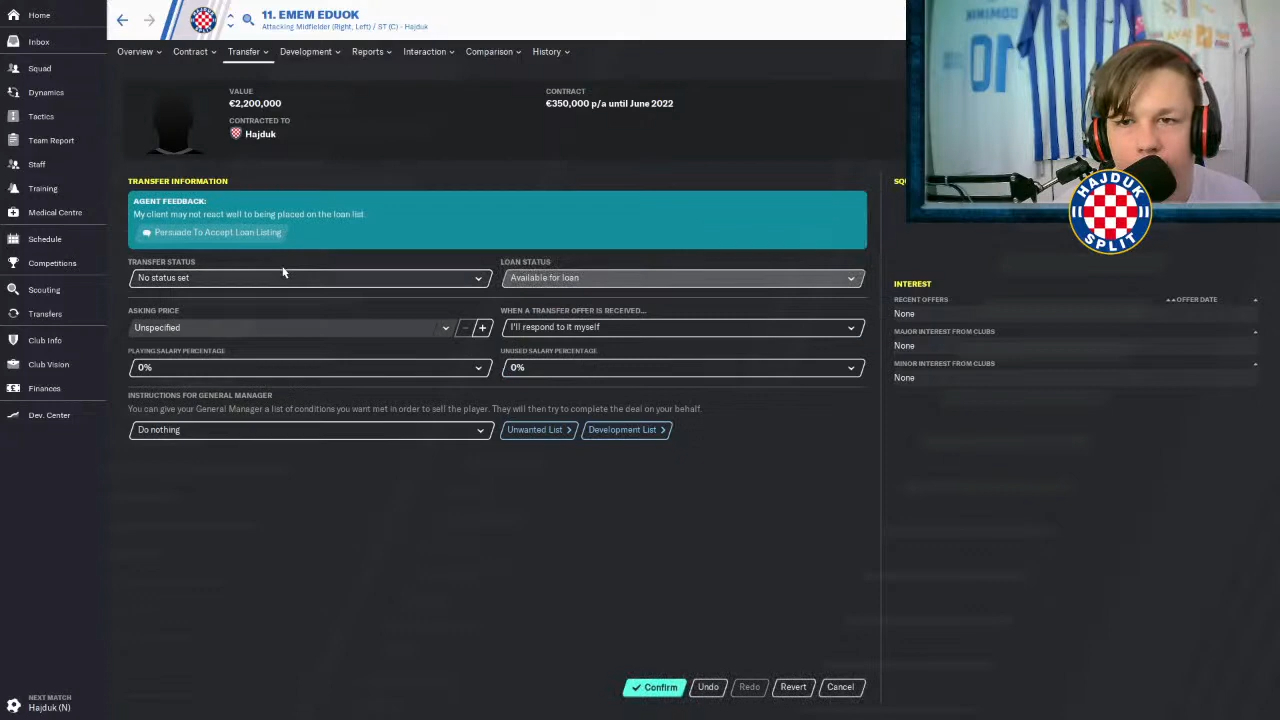 Home
Inbox
Squad
Dynamics
Tactics
Team Report
Staff
Training
Medical Centre
Schedule
Competitions
Scouting
Transfers
Club Info
Club Vision
Finances
Dev. Center
NEXT MATCH
Hajduk (N)
11. EMEM EDUOK
Attacking Midfielder (Right, Left) / ST (C) - Hajduk
Overview Contract Transfer Development Reports Interaction Comparison History
VALUE
€2,200,000
CONTRACTED TO
Hajduk
CONTRACT
€350,000 p/a until June 2022
TRANSFER INFORMATION
AGENT FEEDBACK:
My client may not react well to being placed on the loan list.
Persuade To Accept Loan Listing
TRANSFER STATUS
No status set
LOAN STATUS
Available for loan
ASKING PRICE
Unspecified
WHEN A TRANSFER OFFER IS RECEIVED...
I'll respond to it myself
PLAYING SALARY PERCENTAGE
0%
UNUSED SALARY PERCENTAGE
0%
INSTRUCTIONS FOR GENERAL MANAGER
You can give your General Manager a list of conditions you want met in order to sell the player. They will then try to complete the deal on your behalf.
Do nothing
Unwanted List
Development List
Confirm Undo Redo Revert Cancel
DOMINIK
10
HAJDUK
SPLIT
INTEREST
RECENT OFFERS OFFER DATE
None
MAJOR INTEREST FROM CLUBS
None
MINOR INTEREST FROM CLUBS
None